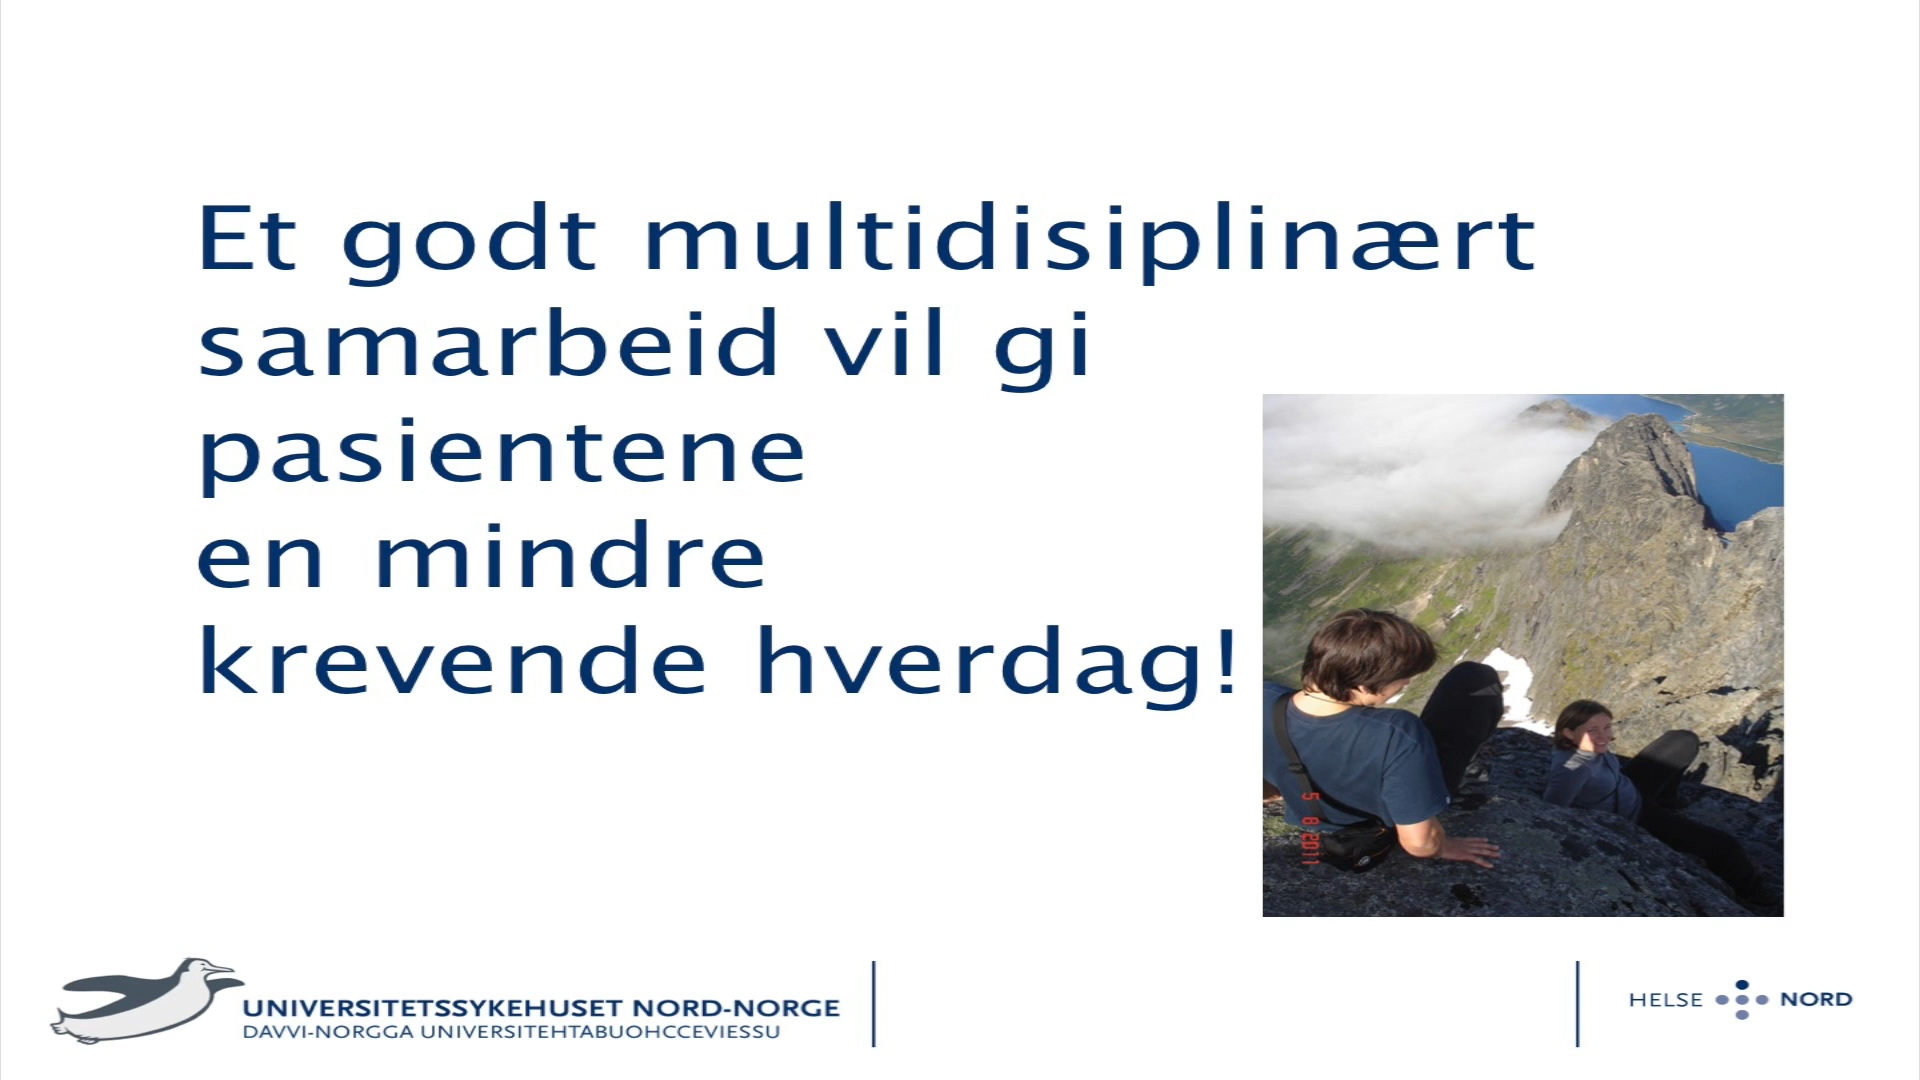 Et godt multidisiplinært
samarbeid vil gi
pasientene
en mindre
krevende hverdag!
5 8 2011
UNIVERSITETSSYKEHUSET NORD-NORGE
DAVVI-NORGGA UNIVERSITEHTABUOHCCEVIESSU
HELSE NORD